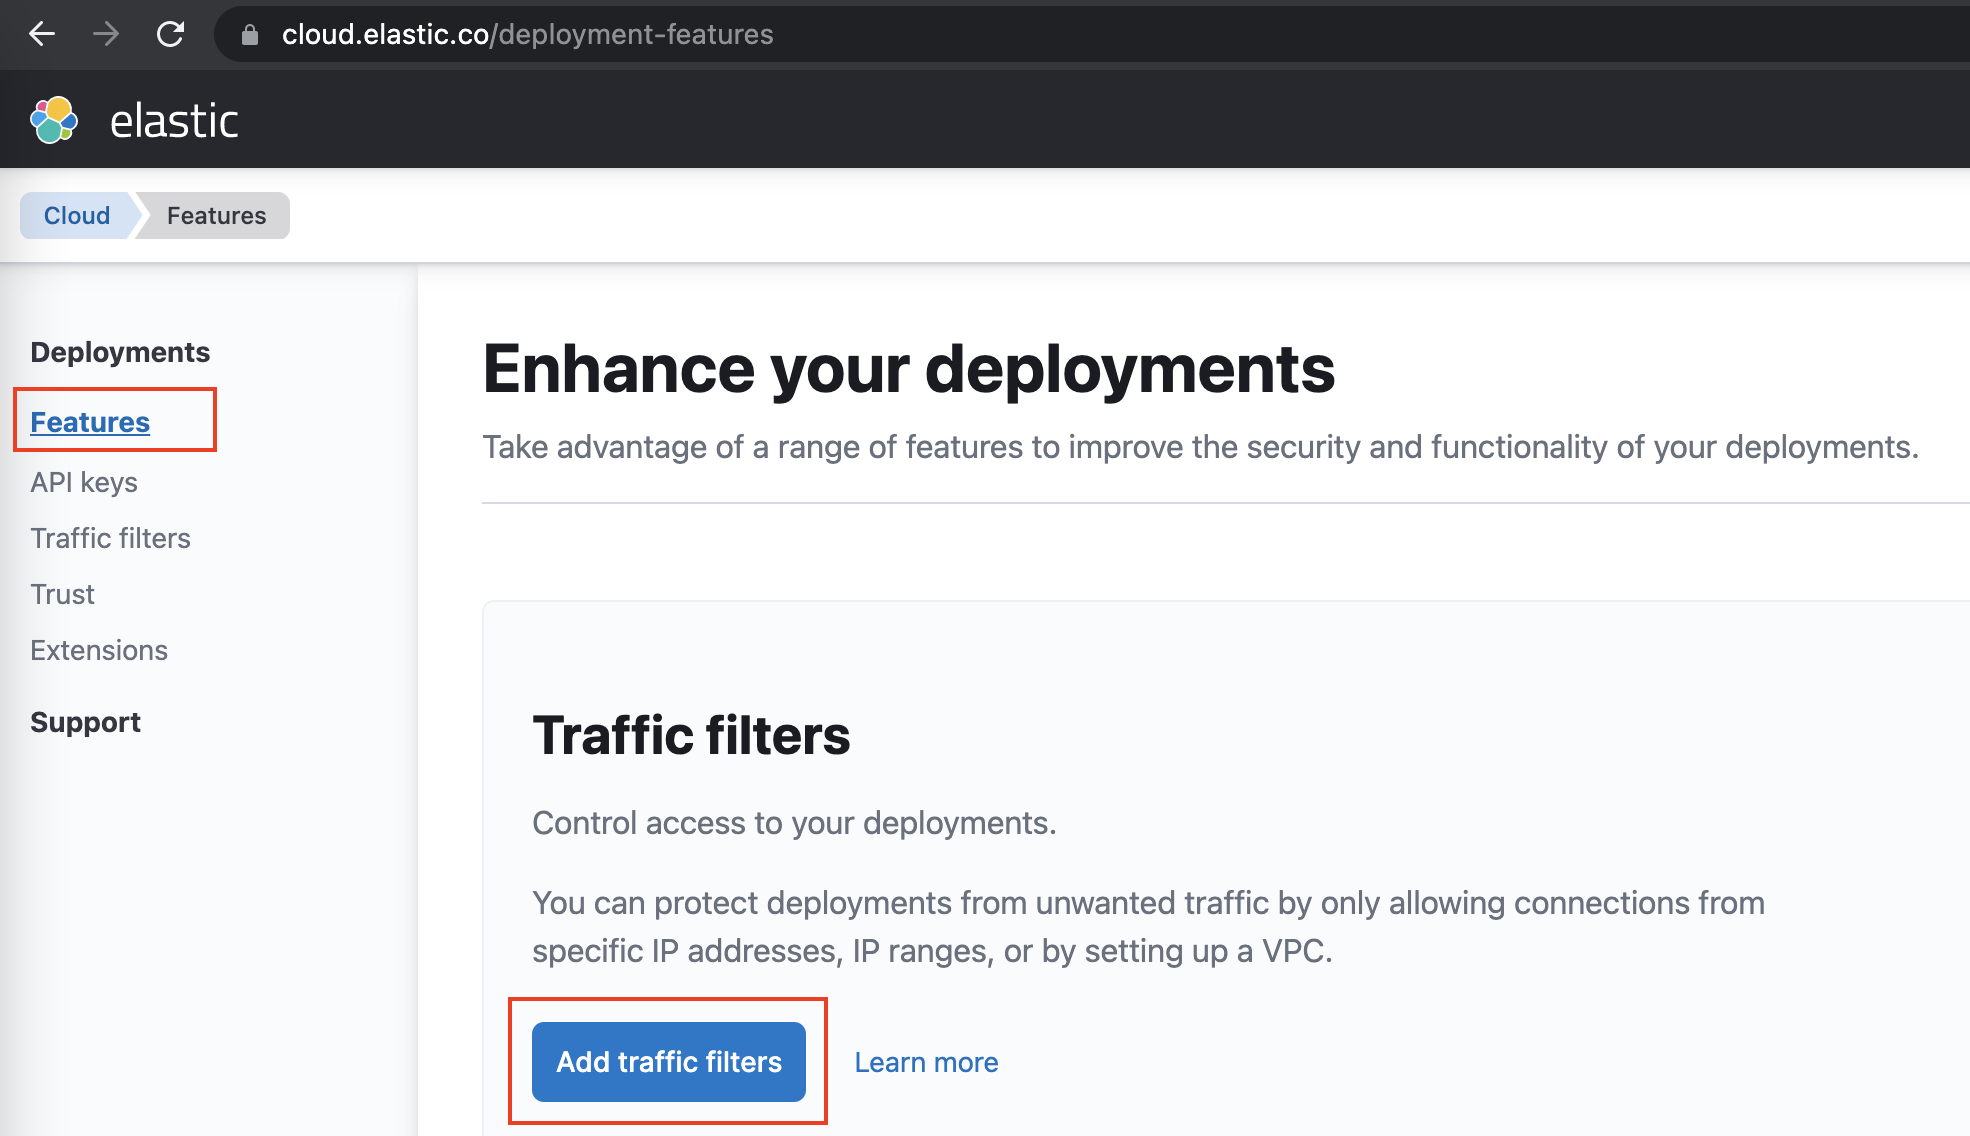 cloud.elastic.co/deployment-features
elastic
Cloud
Features
Deployments
Features
API keys
Traffic filters
Trust
Extensions
Support
Enhance your deployments
Take advantage of a range of features to improve the security and functionality of your deployments.
Traffic filters
Control access to your deployments.
You can protect deployments from unwanted traffic by only allowing connections from
specific IP addresses, IP ranges, or by setting up a VPC.
Add traffic filters
Learn more